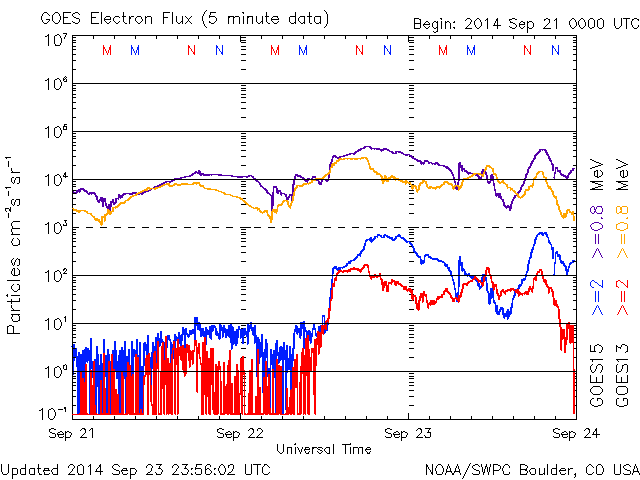 GOES Electron Flux (5 minute data)
Begin: 2014 Sep 21 0000 UTC
10⁷
M M N N M M N N M M N N
10⁶
10⁵
10⁴
10³
10²
10¹
10⁰
10⁻¹
Particles cm⁻²s⁻¹sr⁻¹
GOES15 >=2 >=0.8 MeV
GOES13 >=2 >=0.8 MeV
Sep 21 Sep 22 Sep 23 Sep 24
Universal Time
Updated 2014 Sep 23 23:56:02 UTC
NOAA/SWPC Boulder, CO USA